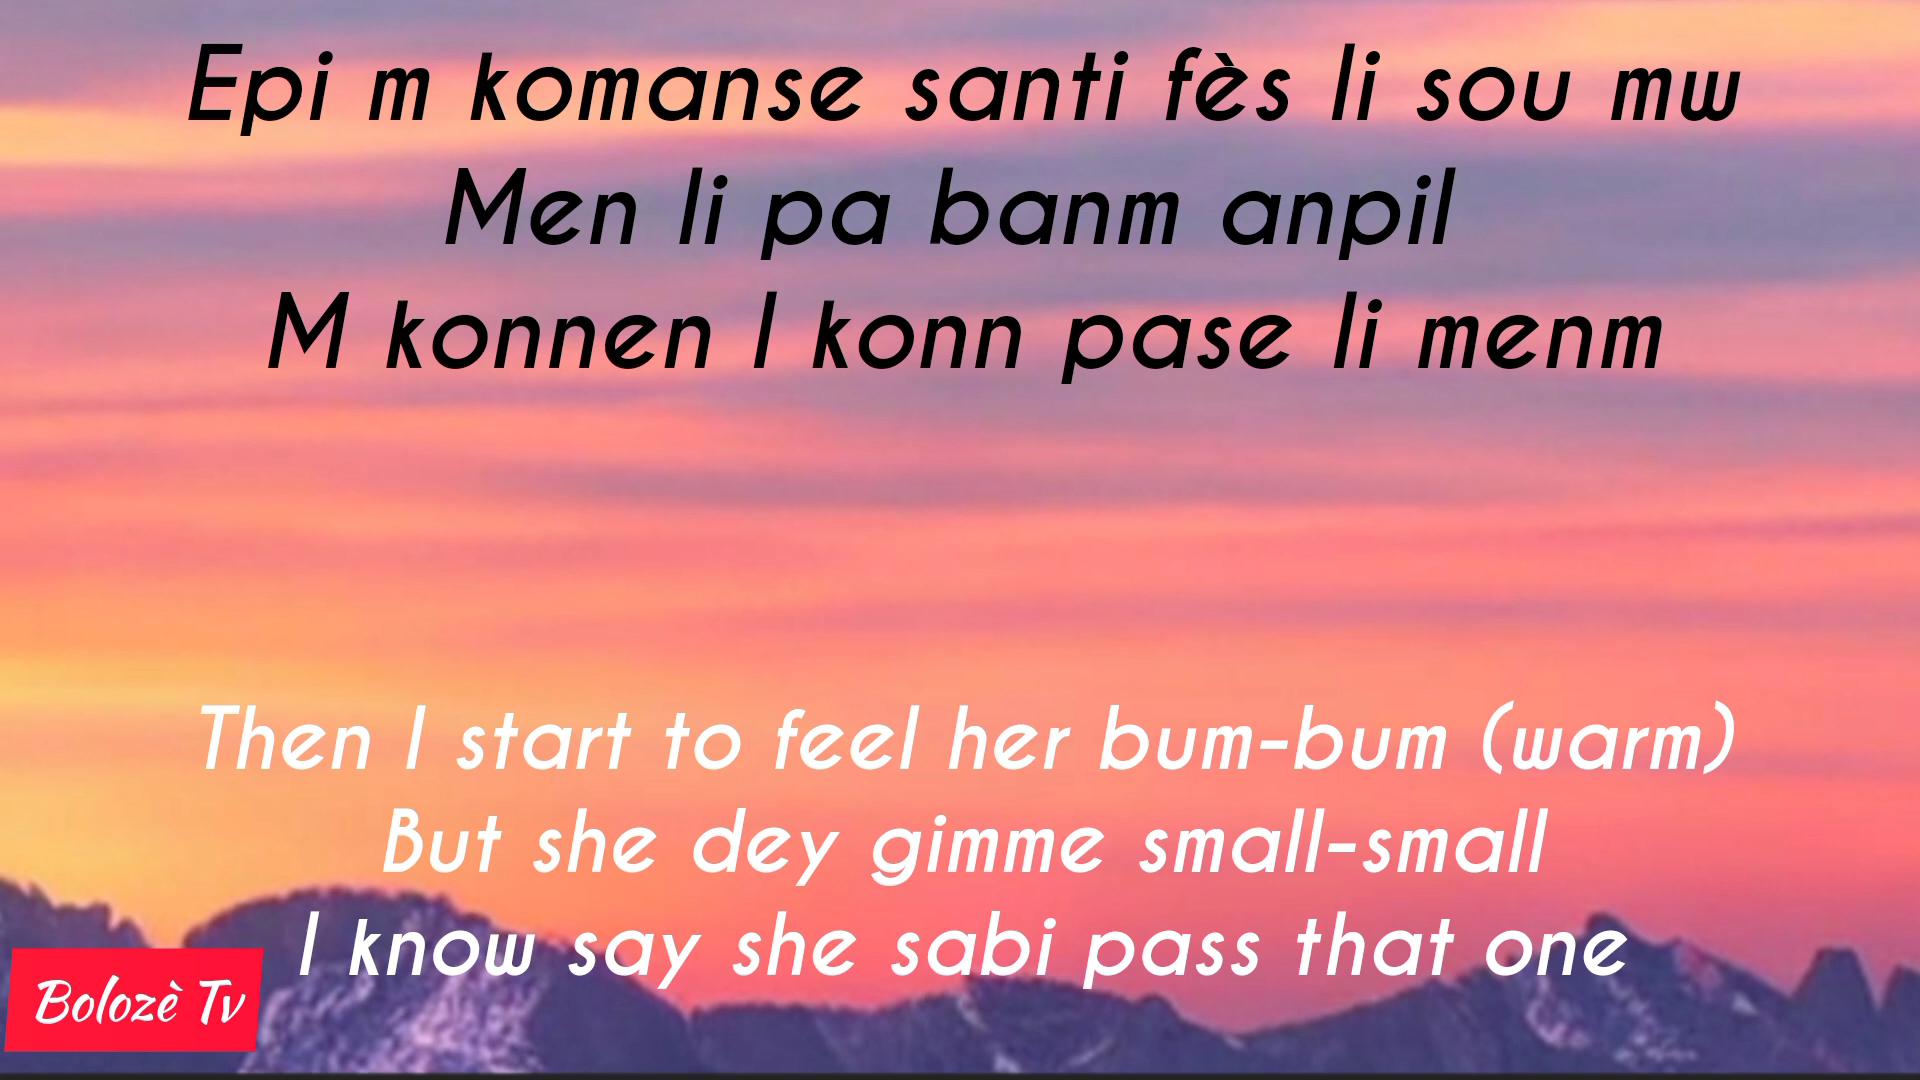 Epi m komanse santi fès li sou mw
Men li pa banm anpil
M konnen l konn pase li menm
Then I start to feel her bum-bum (warm)
But she dey gimme small-small
I know say she sabi pass that one
Bolozè Tv